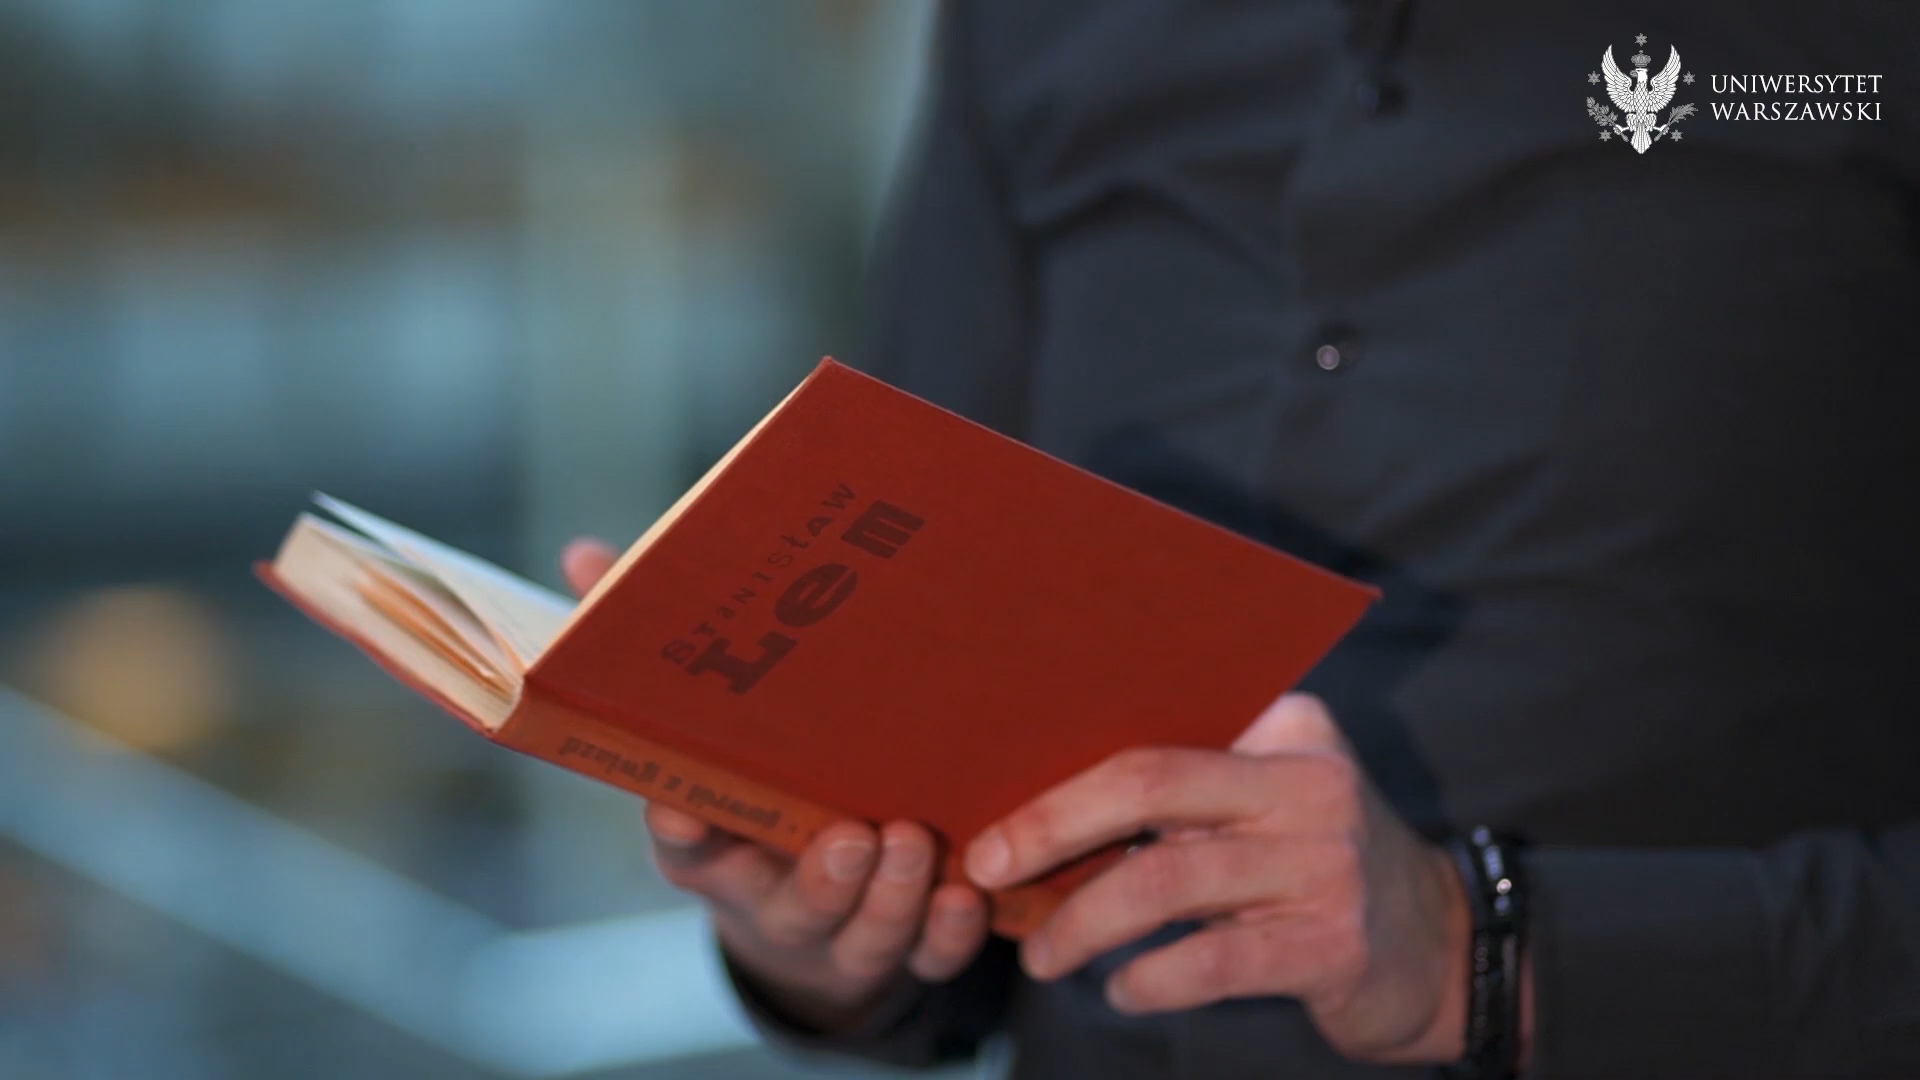 UNIWERSYTET
WARSZAWSKI
Stanisław
Lem
powrót z gwiazd